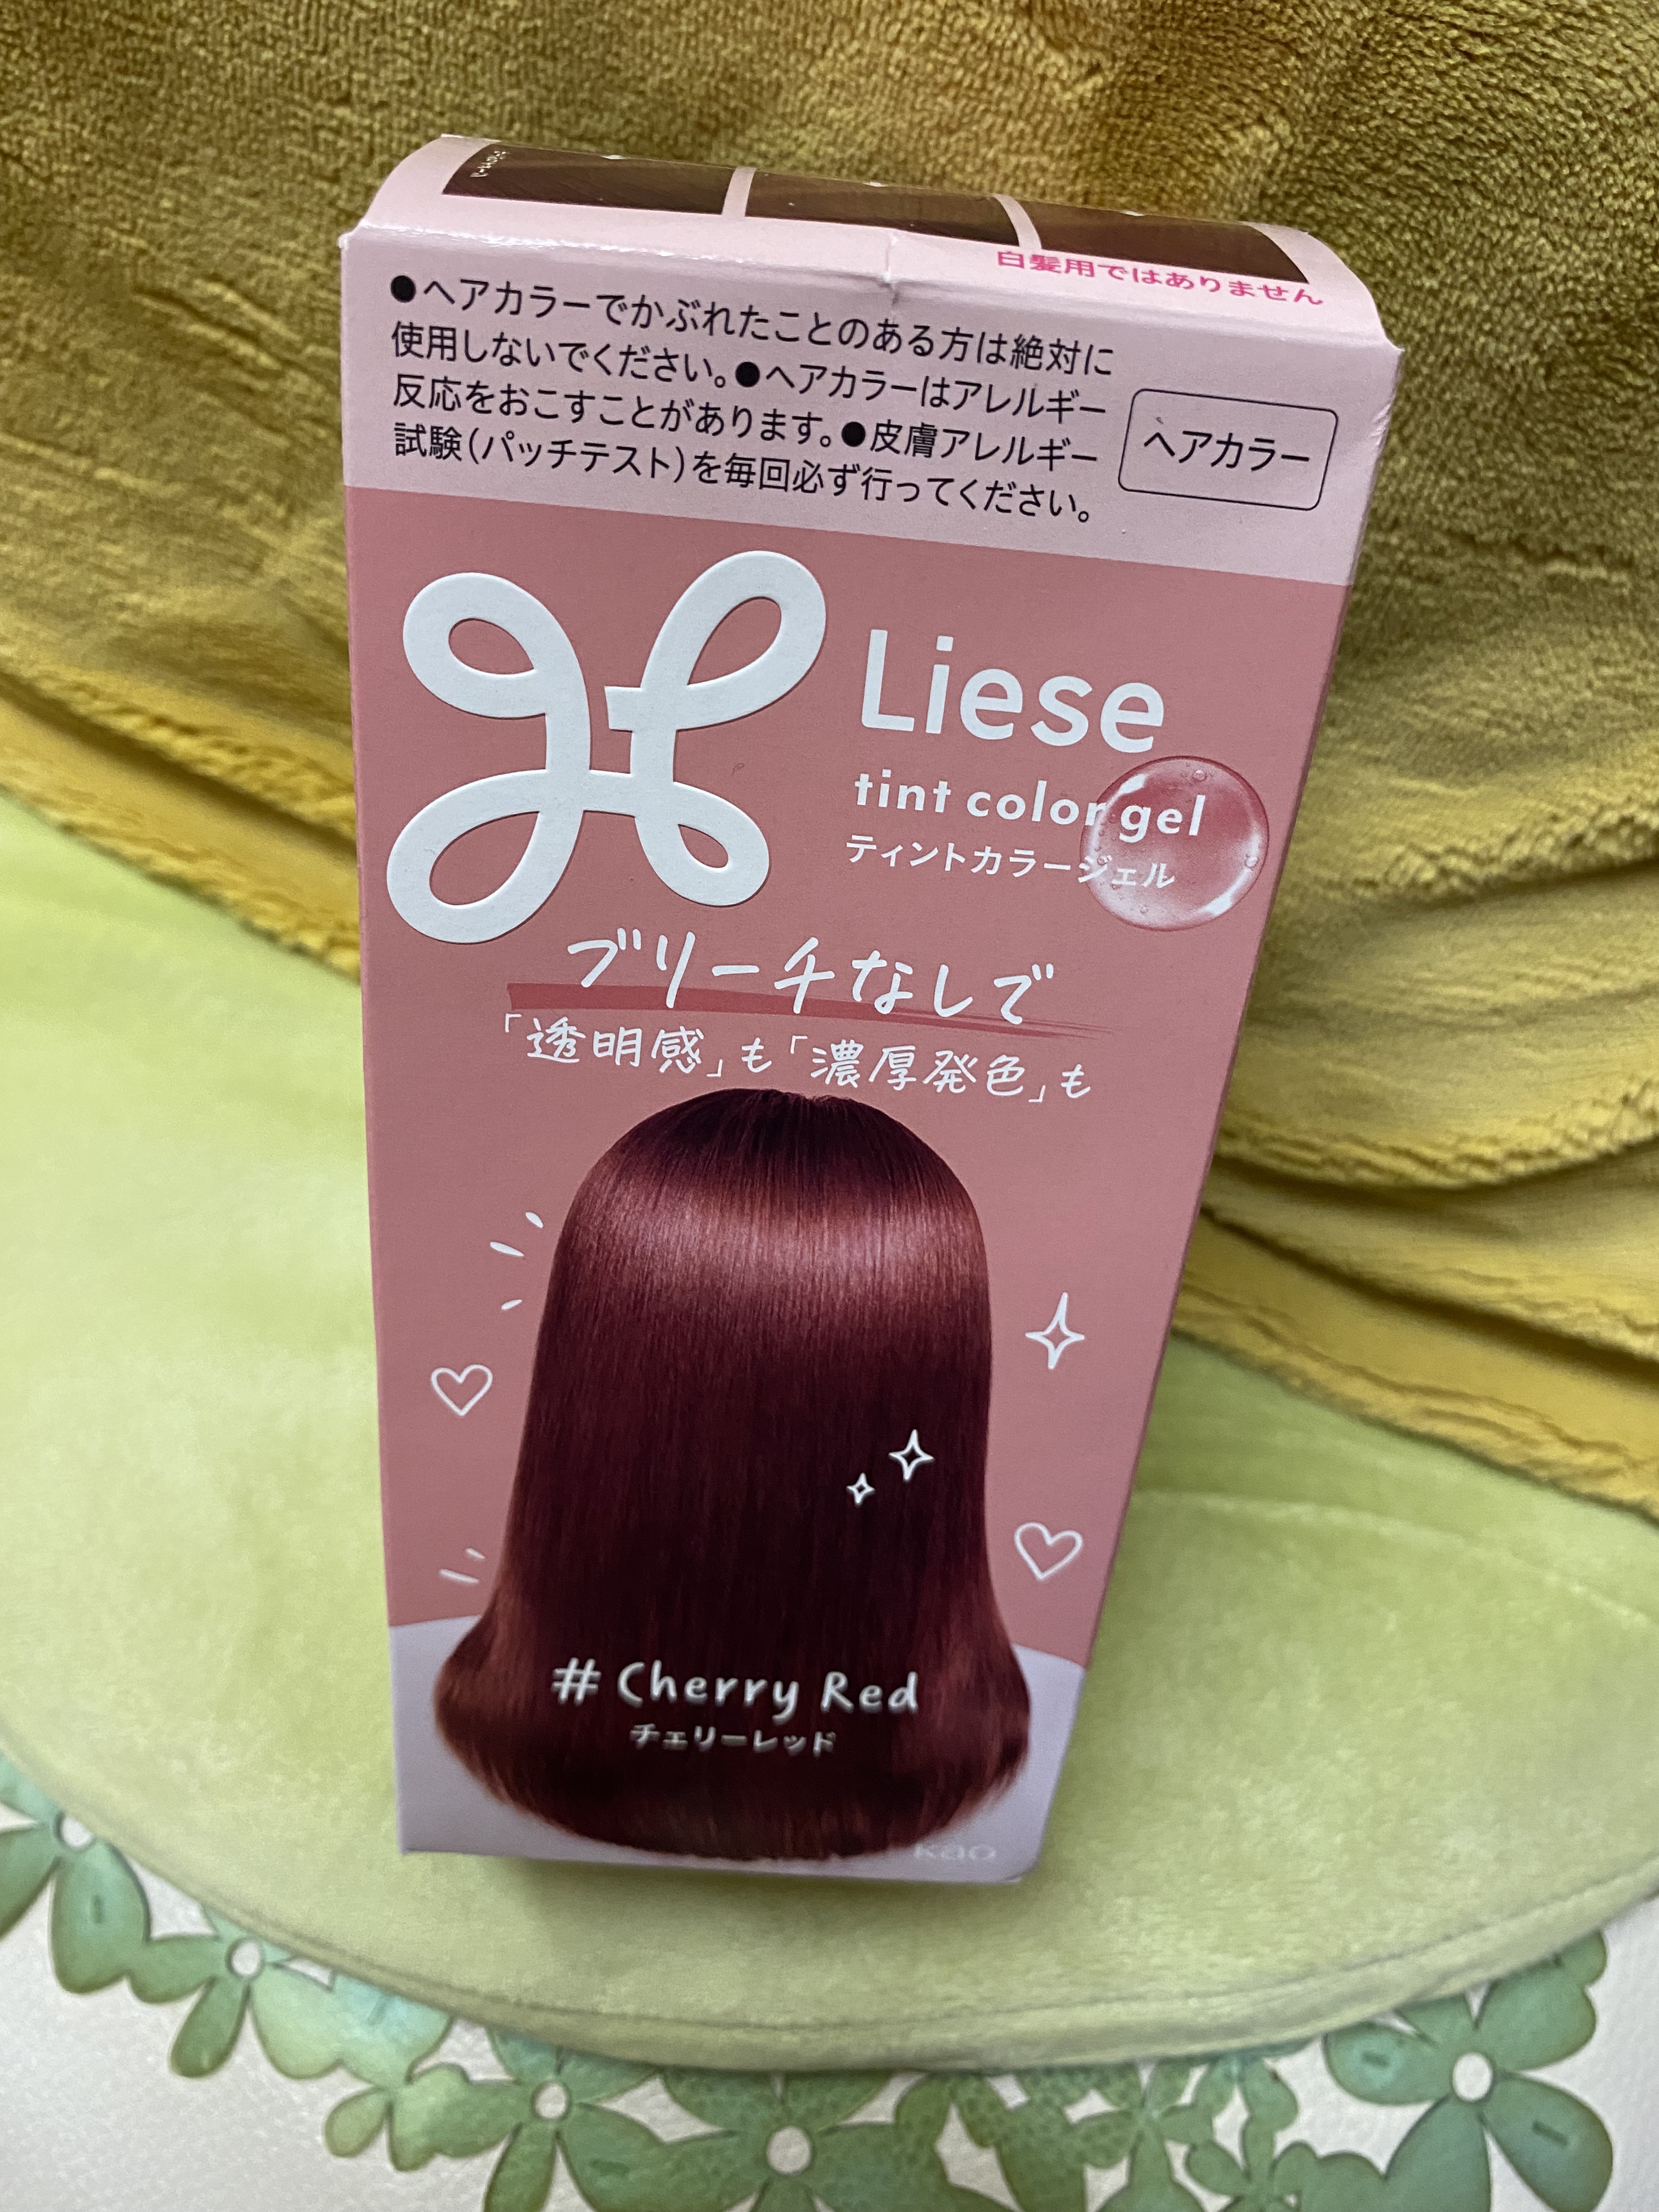 白髪用ではありません
●ヘアカラーでかぶれたことのある方は絶対に
使用しないでください。●ヘアカラーはアレルギー
反応をおこすことがあります。●皮膚アレルギー
試験(パッチテスト)を毎回必ず行ってください。
ヘアカラー
Liese
tint color gel
ティントカラージェル
ブリーチなしで
「透明感」も「濃厚発色」も
# Cherry Red
チェリーレッド
kao